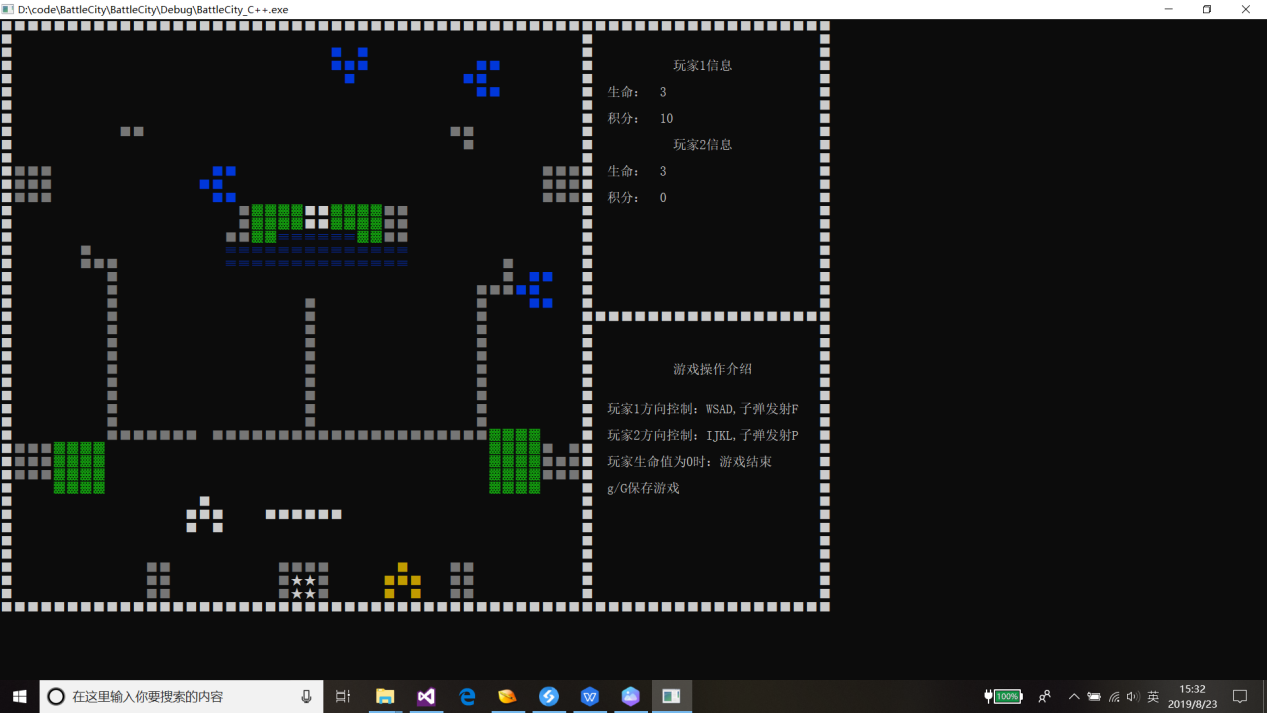 D:\code\BattleCity\BattleCity\Debug\BattleCity_C++.exe
玩家1信息
生命： 3
积分： 10
玩家2信息
生命： 3
积分： 0
游戏操作介绍
玩家1方向控制：WSAD,子弹发射F
玩家2方向控制：IJKL,子弹发射P
玩家生命值为0时：游戏结束
g/G保存游戏
在这里输入你要搜索的内容
100%
英
15:32
2019/8/23